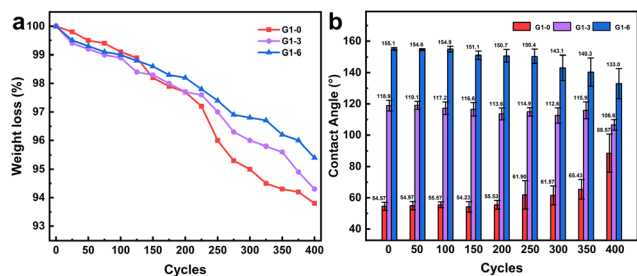 a
G1-0
G1-3
G1-6
Weight loss (%)
100
99
98
97
96
95
94
93
0 50 100 150 200 250 300 350 400
Cycles
b
G1-0 G1-3 G1-6
Contact Angle (°)
160
140
120
100
80
60
40
155.1 154.6 154.9 151.1 150.7 150.4 143.1 140.3 133.0
118.9 119.1 117.2 116.6 113.6 114.9 112.6 115.9 106.6
54.57 54.97 55.57 54.23 55.53 61.90 61.57 65.43 88.57
0 50 100 150 200 250 300 350 400
Cycles